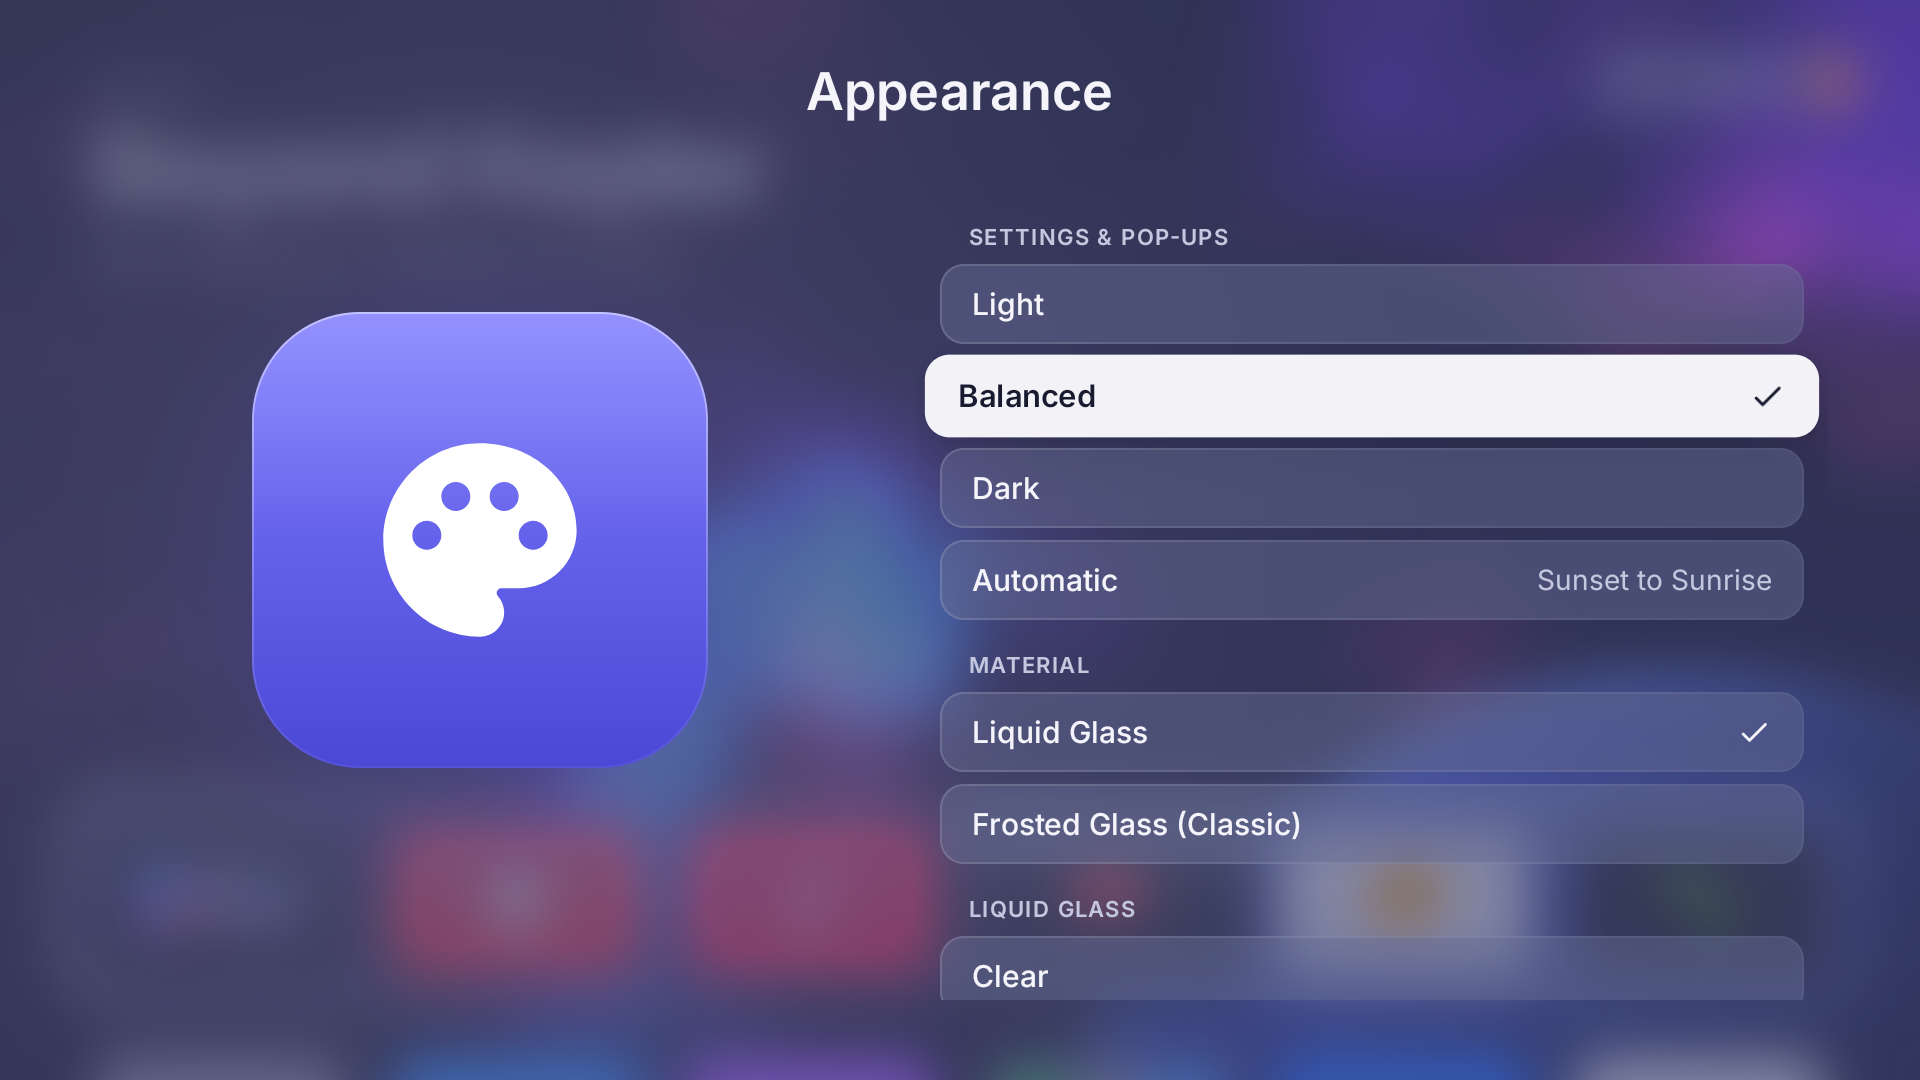 Appearance
SETTINGS & POP-UPS
Light
Balanced
Dark
Automatic
Sunset to Sunrise
MATERIAL
Liquid Glass
Frosted Glass (Classic)
LIQUID GLASS
Clear